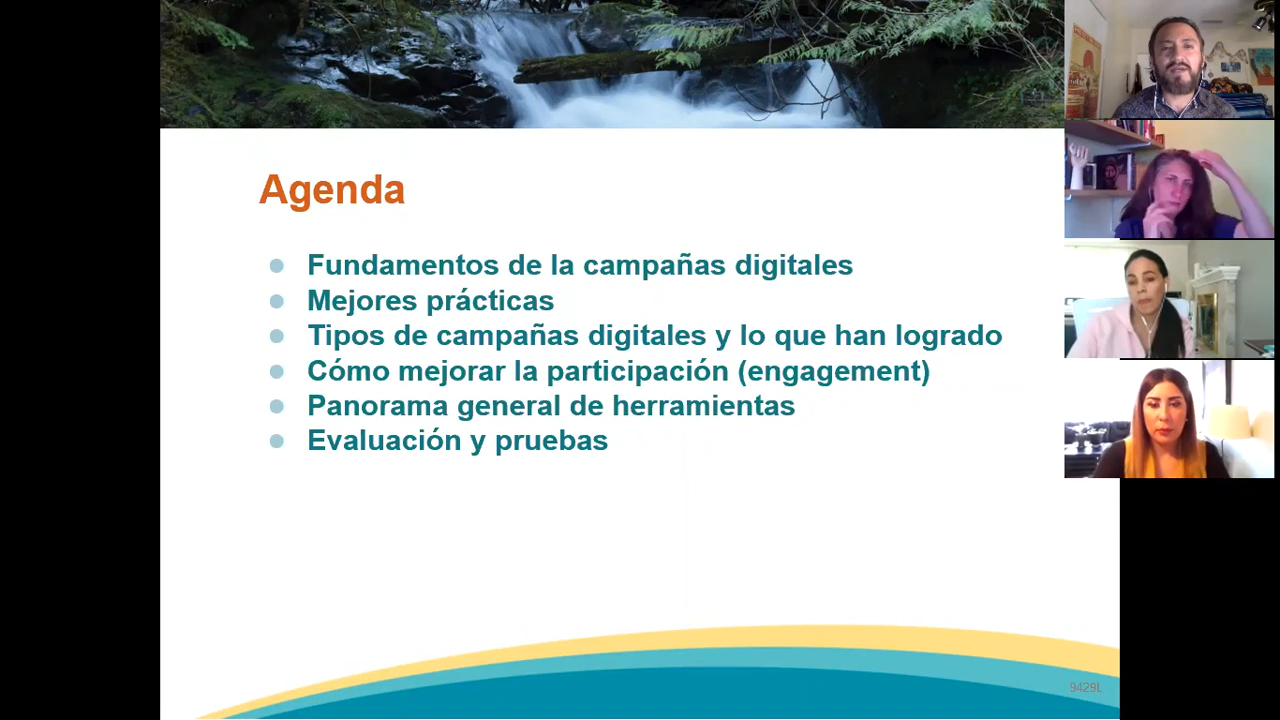 Agenda
Fundamentos de la campañas digitales
Mejores prácticas
Tipos de campañas digitales y lo que han logrado
Cómo mejorar la participación (engagement)
Panorama general de herramientas
Evaluación y pruebas
9429L